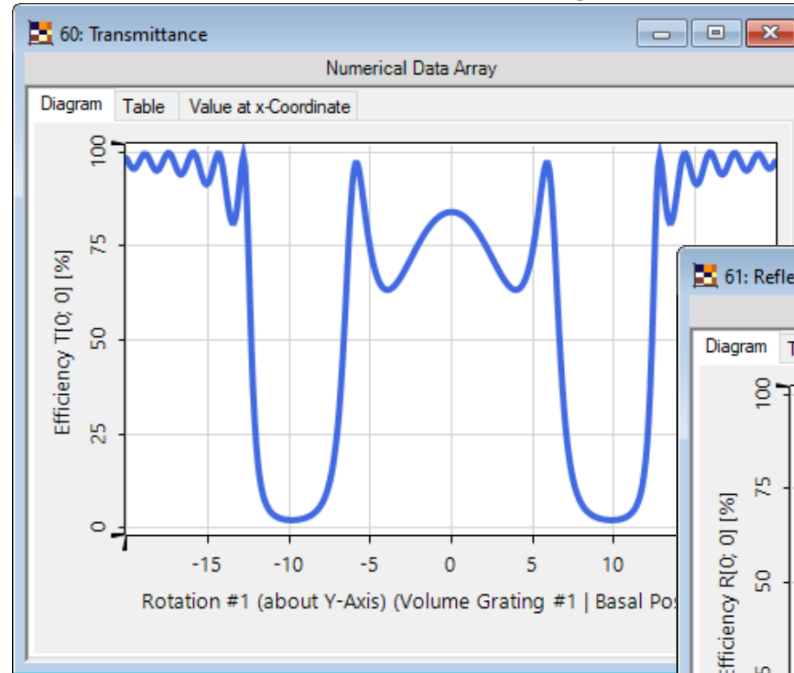 60: Transmittance
Numerical Data Array
Diagram Table Value at x-Coordinate
Efficiency T[0; 0] [%]
100
75
50
25
0
-15 -10 -5 0 5 10
Rotation #1 (about Y-Axis) (Volume Grating #1 | Basal Pos
61: Refle
Diagram T
Efficiency R[0; 0] [%]
100
75
50